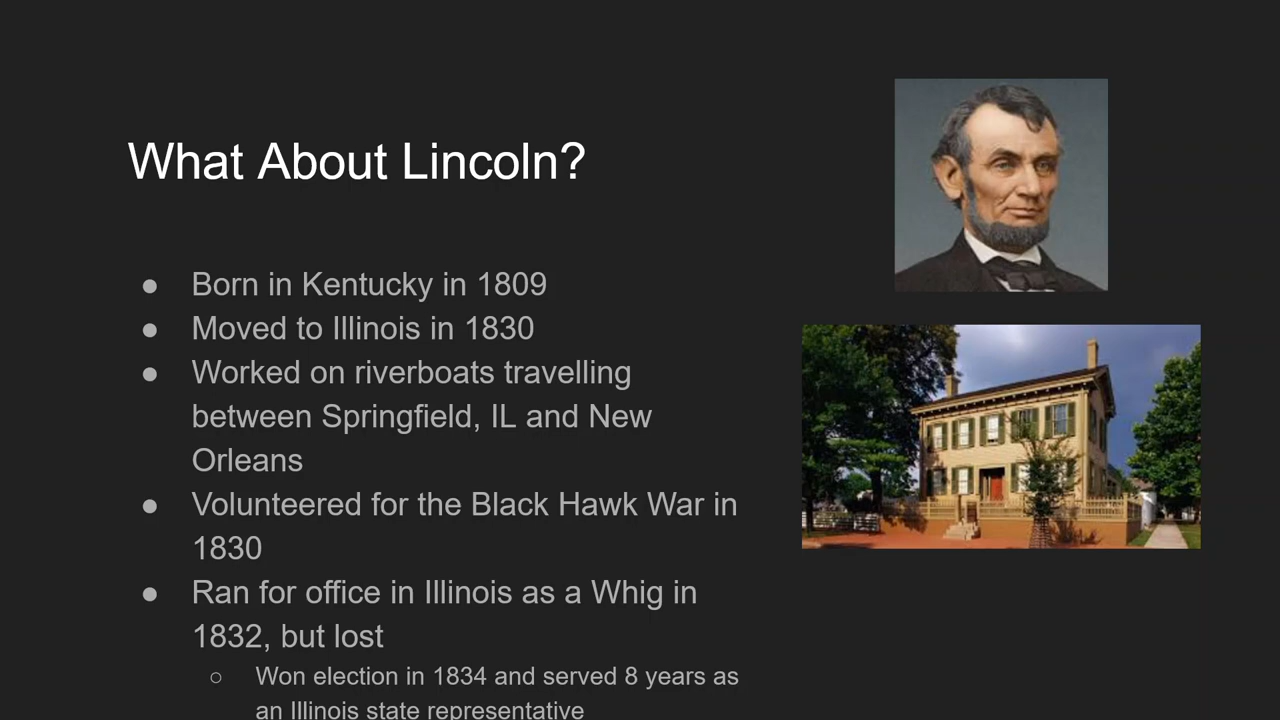 What About Lincoln?
● Born in Kentucky in 1809
● Moved to Illinois in 1830
● Worked on riverboats travelling
between Springfield, IL and New
Orleans
● Volunteered for the Black Hawk War in
1830
● Ran for office in Illinois as a Whig in
1832, but lost
○ Won election in 1834 and served 8 years as
an Illinois state representative